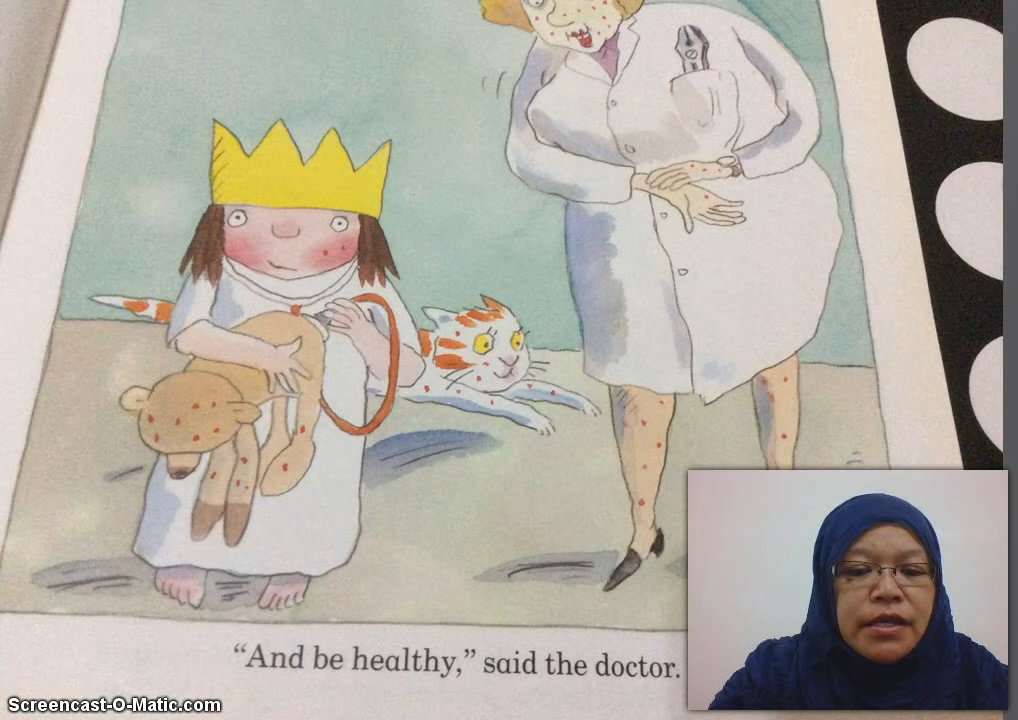 “And be healthy,” said the doctor.
Screencast-O-Matic.com